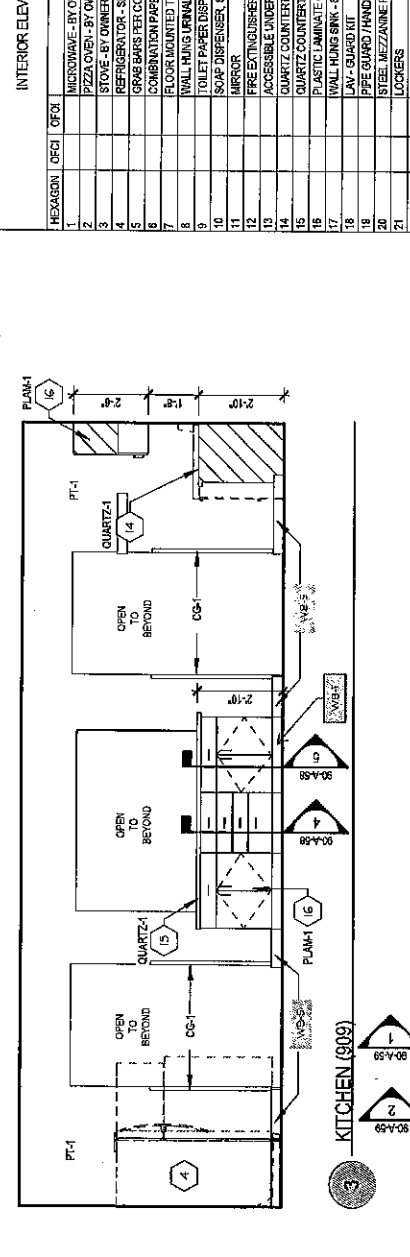 INTERIOR ELEV
HEXAGON OFCI OFOI
1 MICROWAVE - BY O
2 PIZZA OVEN - BY OW
3 STOVE - BY OWNER
4 REFRIGERATOR - S
5 GRAB BARS PER CO
6 COMBINATION PAPE
7 FLOOR MOUNTED T
8 WALL HUNG URINAL
9 TOILET PAPER DISP
10 SOAP DISPENSER, S
11 MIRROR
12 FIRE EXTINGUISHER
13 ACCESSIBLE UNDER
14 QUARTZ COUNTERT
15 QUARTZ COUNTERT
16 PLASTIC LAMINATE
17 WALL HUNG SINK - S
18 LAV - GUARD KIT
19 PIPE GUARD / HAND
20 STEEL MEZZANINE F
21 LOCKERS
PLAM-1
16
PT-1
PT-1
2'-6"
1'-8"
2'-10"
QUARTZ-1
14
OPEN
TO
BEYOND
OPEN
TO
BEYOND
OPEN
TO
BEYOND
CG-1
CG-1
2'-10"
QUARTZ-1
15
4
16
PLAM-1
4
90-A-58
5
90-A-58
3
KITCHEN (909)
2
90-A-59
1
90-A-59